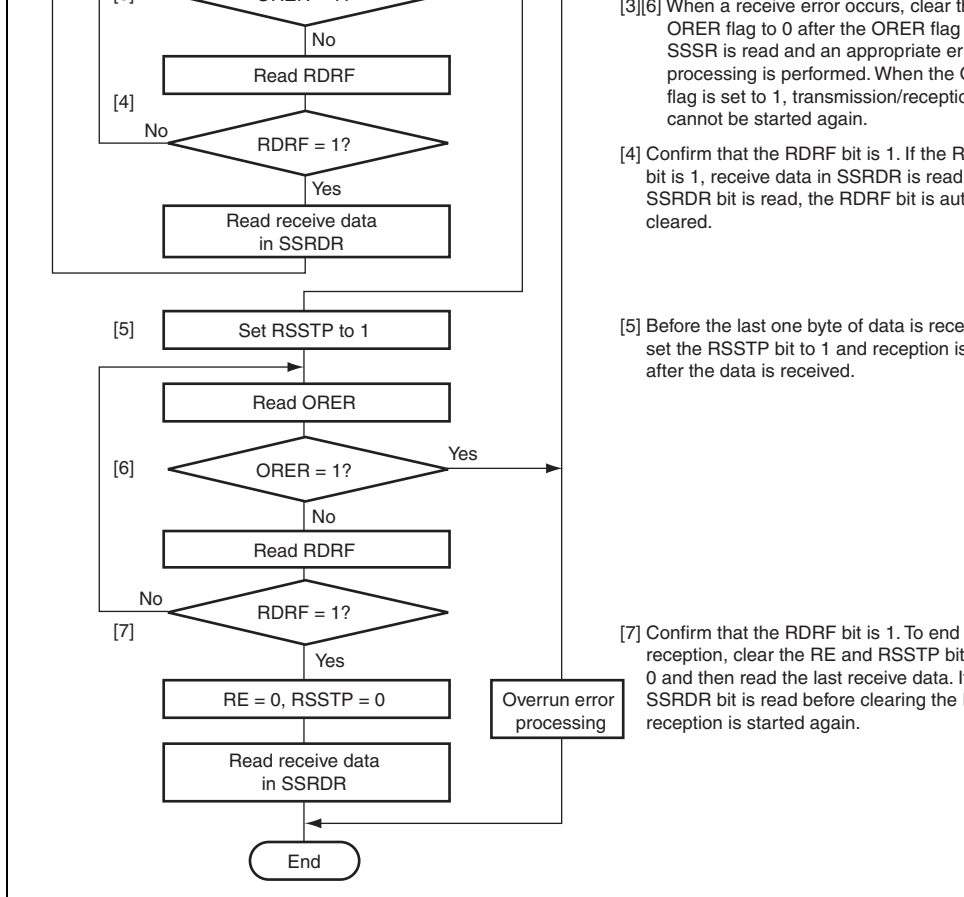 No
Read RDRF
[4]
No
RDRF = 1?
Yes
Read receive data
in SSRDR
[5]
Set RSSTP to 1
Read ORER
[6]
ORER = 1?
Yes
No
Read RDRF
No
RDRF = 1?
[7]
Yes
RE = 0, RSSTP = 0
Read receive data
in SSRDR
Overrun error
processing
End
[3][6] When a receive error occurs, clear
ORER flag to 0 after the ORER flag
SSSR is read and an appropriate
processing is performed. When the
flag is set to 1, transmission/
cannot be started again.
[4] Confirm that the RDRF bit is 1. If the
bit is 1, receive data in SSRDR is read
SSRDR bit is read, the RDRF bit is
cleared.
[5] Before the last one byte of data is
set the RSSTP bit to 1 and reception
after the data is received.
[7] Confirm that the RDRF bit is 1. To end
reception, clear the RE and RSSTP
0 and then read the last receive data.
SSRDR bit is read before clearing the
reception is started again.